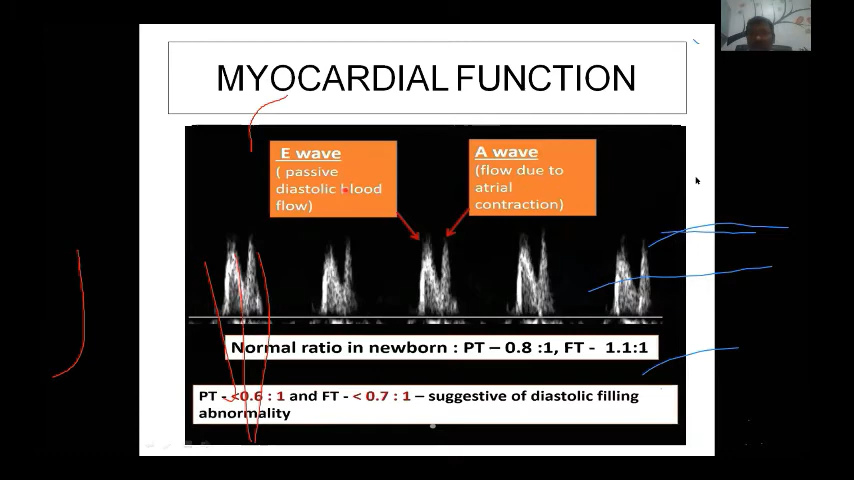 MYOCARDIAL FUNCTION
E wave
( passive
diastolic blood
flow)
A wave
(flow due to
atrial
contraction)
Normal ratio in newborn : PT – 0.8 :1, FT - 1.1:1
PT - <0.6 : 1 and FT - < 0.7 : 1 – suggestive of diastolic filling
abnormality